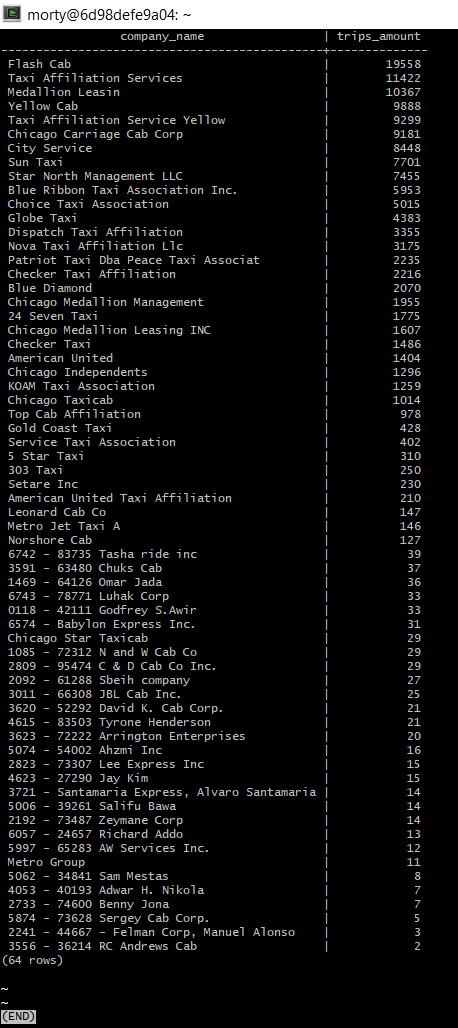 morty@6d98defe9a04: ~
company_name | trips_amount
-----------------------------------------------+--------------
Flash Cab | 19558
Taxi Affiliation Services | 11422
Medallion Leasin | 10367
Yellow Cab | 9888
Taxi Affiliation Service Yellow | 9299
Chicago Carriage Cab Corp | 9181
City Service | 8448
Sun Taxi | 7701
Star North Management LLC | 7455
Blue Ribbon Taxi Association Inc. | 5953
Choice Taxi Association | 5015
Globe Taxi | 4383
Dispatch Taxi Affiliation | 3355
Nova Taxi Affiliation Llc | 3175
Patriot Taxi Dba Peace Taxi Associat | 2235
Checker Taxi Affiliation | 2216
Blue Diamond | 2070
Chicago Medallion Management | 1955
24 Seven Taxi | 1775
Chicago Medallion Leasing INC | 1607
Checker Taxi | 1486
American United | 1404
Chicago Independents | 1296
KOAM Taxi Association | 1259
Chicago Taxicab | 1014
Top Cab Affiliation | 978
Gold Coast Taxi | 428
Service Taxi Association | 402
5 Star Taxi | 310
303 Taxi | 250
Setare Inc | 230
American United Taxi Affiliation | 210
Leonard Cab Co | 147
Metro Jet Taxi A | 146
Norshore Cab | 127
6742 - 83735 Tasha ride inc | 39
3591 - 63480 Chuks Cab | 37
1469 - 64126 Omar Jada | 36
6743 - 78771 Luhak Corp | 33
0118 - 42111 Godfrey S.Awir | 33
6574 - Babylon Express Inc. | 31
Chicago Star Taxicab | 29
1085 - 72312 N and W Cab Co | 29
2809 - 95474 C & D Cab Co Inc. | 29
2092 - 61288 Sbeih company | 27
3011 - 66308 JBL Cab Inc. | 25
3620 - 52292 David K. Cab Corp. | 21
4615 - 83503 Tyrone Henderson | 21
3623 - 72222 Arrington Enterprises | 20
5074 - 54002 Ahzmi Inc | 16
2823 - 73307 Lee Express Inc | 15
4623 - 27290 Jay Kim | 15
3721 - Santamaria Express, Alvaro Santamaria | 14
5006 - 39261 Salifu Bawa | 14
2192 - 73487 Zeymane Corp | 14
6057 - 24657 Richard Addo | 13
5997 - 65283 AW Services Inc. | 12
Metro Group | 11
5062 - 34841 Sam Mestas | 8
4053 - 40193 Adwar H. Nikola | 7
2733 - 74600 Benny Jona | 7
5874 - 73628 Sergey Cab Corp. | 5
2241 - 44667 - Felman Corp, Manuel Alonso | 3
3556 - 36214 RC Andrews Cab | 2
(64 rows)
~
~
(END)